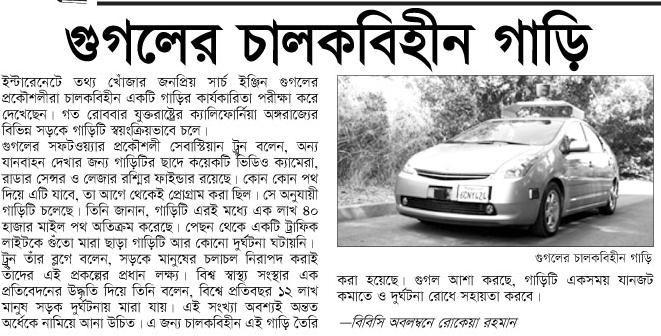 গুগলের চালকবিহীন গাড়ি
ইন্টারেনেটে তথ্য খোঁজার জনপ্রিয় সার্চ ইঞ্জিন গুগলের
প্রকৌশলীরা চালকবিহীন একটি গাড়ির কার্যকারিতা পরীক্ষা করে
দেখেছেন। গত রোববার যুক্তরাষ্ট্রের ক্যালিফোর্নিয়া অঙ্গরাজ্যের
বিভিন্ন সড়কে গাড়িটি স্বয়ংক্রিয়ভাবে চলে।
গুগলের সফটওয়্যার প্রকৌশলী সেবাস্টিয়ান ট্রুন বলেন, অন্য
যানবাহন দেখার জন্য গাড়িটির ছাদে কয়েকটি ভিডিও ক্যামেরা,
রাডার সেন্সর ও লেজার রশ্মির ফাইন্ডার রয়েছে। কোন কোন পথ
দিয়ে এটি যাবে, তা আগে থেকেই প্রোগ্রাম করা ছিল। সে অনুযায়ী
গাড়িটি চলেছে। তিনি জানান, গাড়িটি এরই মধ্যে এক লাখ ৪০
হাজার মাইল পথ অতিক্রম করেছে। পেছন থেকে একটি ট্রাফিক
লাইটকে গুঁতো মারা ছাড়া গাড়িটি আর কোনো দুর্ঘটনা ঘটায়নি।
ট্রুন তাঁর ব্লগে বলেন, সড়কে মানুষের চলাচল নিরাপদ করাই
তাঁদের এই প্রকল্পের প্রধান লক্ষ্য। বিশ্ব স্বাস্থ্য সংস্থার এক
প্রতিবেদনের উদ্ধৃতি দিয়ে তিনি বলেন, বিশ্বে প্রতিবছর ১২ লাখ
মানুষ সড়ক দুর্ঘটনায় মারা যায়। এই সংখ্যা অবশ্যই অন্তত
অর্ধেকে নামিয়ে আনা উচিত। এ জন্য চালকবিহীন এই গাড়ি তৈরি
6CNY424
গুগলের চালকবিহীন গাড়ি
করা হয়েছে। গুগল আশা করছে, গাড়িটি একসময় যানজট
কমাতে ও দুর্ঘটনা রোধে সহায়তা করবে।
—বিবিসি অবলম্বনে রোকেয়া রহমান